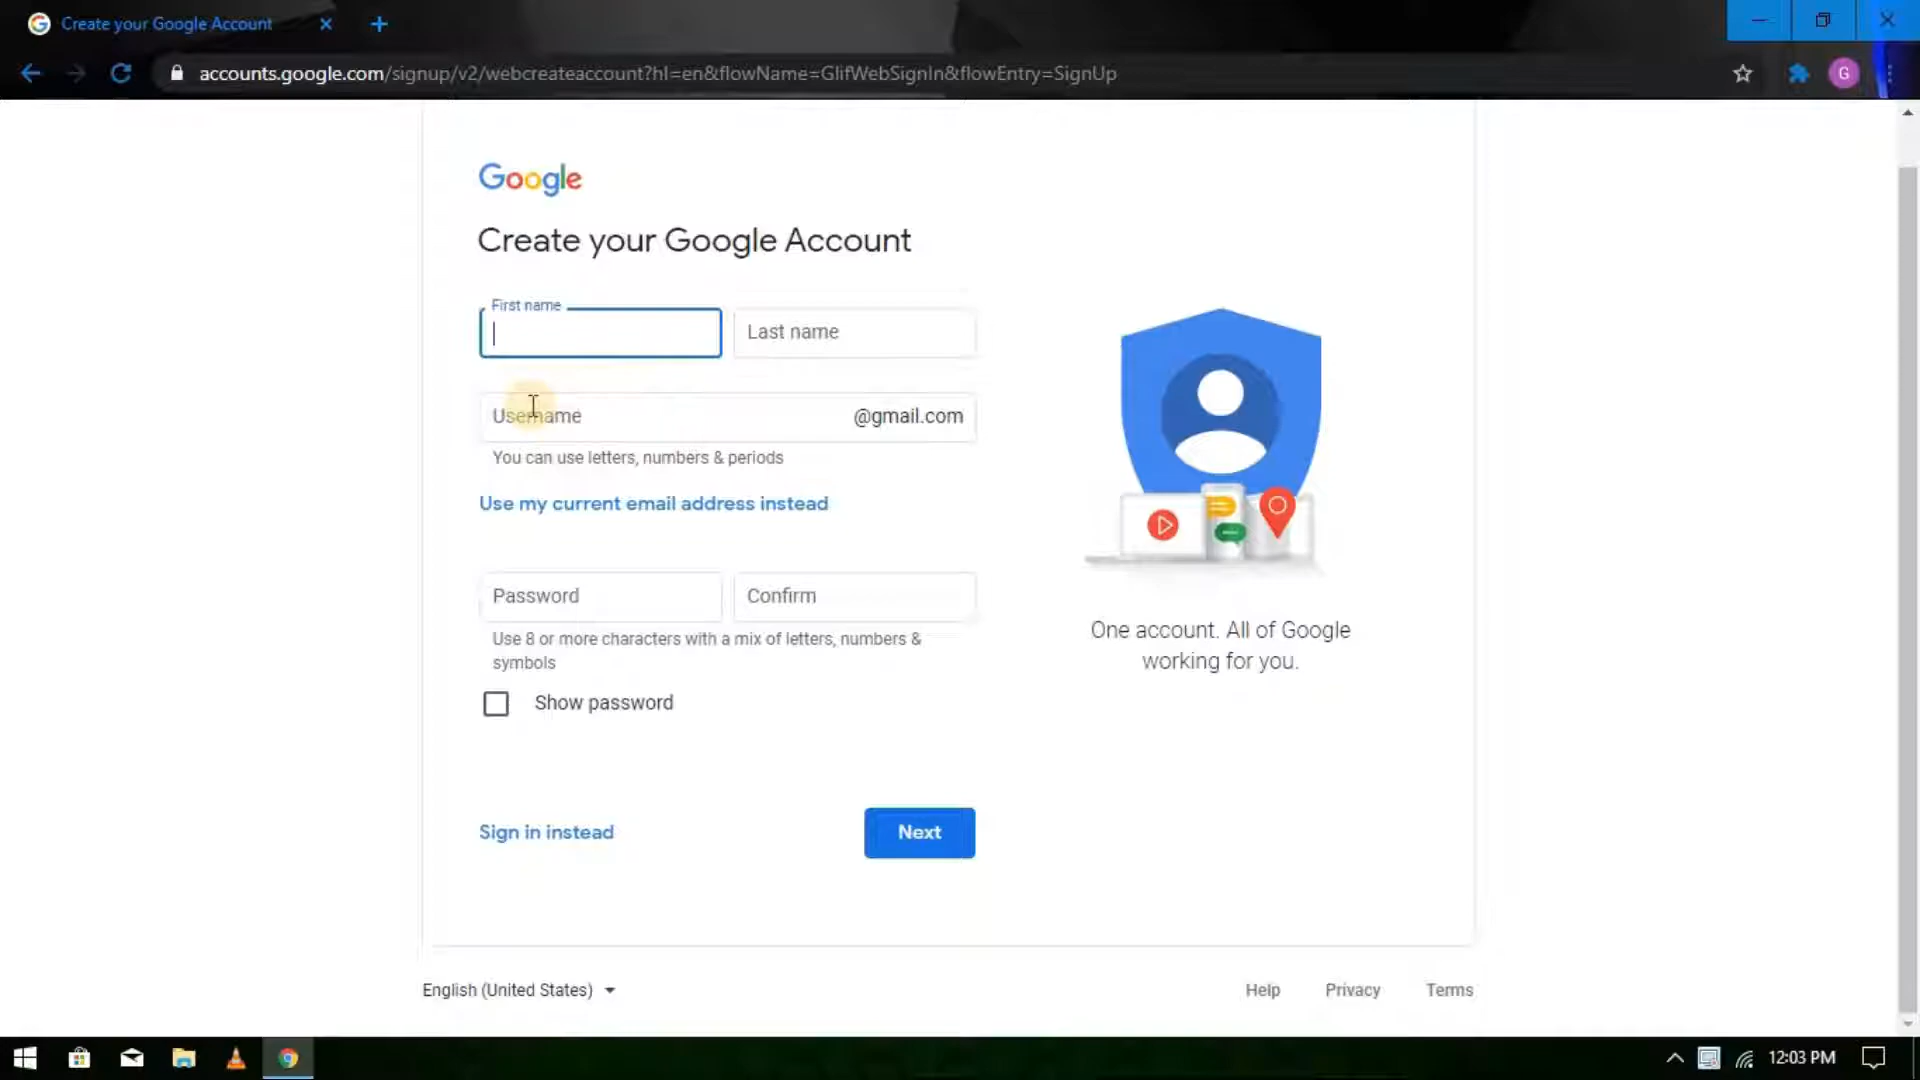 Create your Google Account
accounts.google.com/signup/v2/webcreateaccount?hl=en&flowName=GlifWebSignIn&flowEntry=SignUp
G
Google
Create your Google Account
First name
Last name
Username
@gmail.com
You can use letters, numbers & periods
Use my current email address instead
Password
Confirm
Use 8 or more characters with a mix of letters, numbers &
symbols
Show password
One account. All of Google
working for you.
Sign in instead
Next
English (United States)
Help
Privacy
Terms
12:03 PM